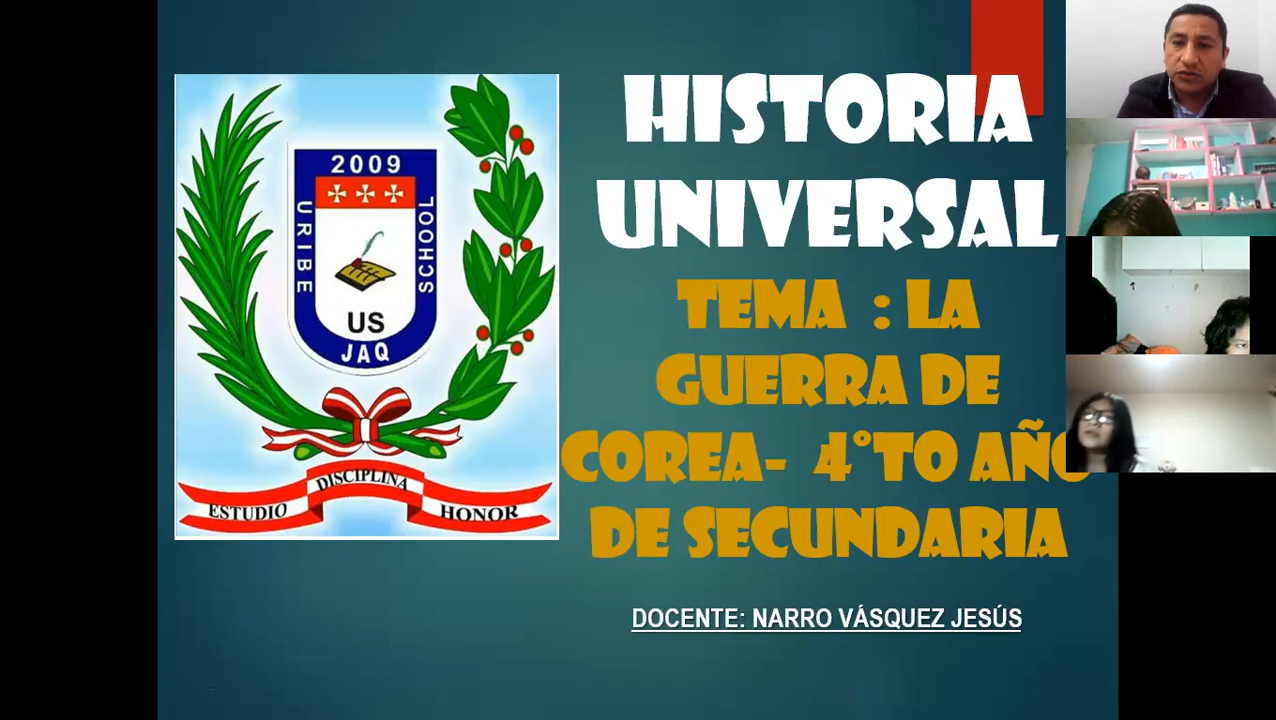 2009
URIBE
SCHOOL
US
JAQ
ESTUDIO DISCIPLINA HONOR
HISTORIA
UNIVERSAL
TEMA : LA
GUERRA DE
COREA- 4°TO AÑO
DE SECUNDARIA
DOCENTE: NARRO VÁSQUEZ JESÚS